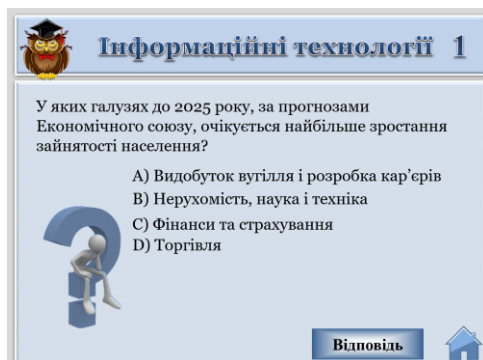 Інформаційні технології 1
У яких галузях до 2025 року, за прогнозами
Економічного союзу, очікується найбільше зростання
зайнятості населення?
A) Видобуток вугілля і розробка кар’єрів
B) Нерухомість, наука і техніка
C) Фінанси та страхування
D) Торгівля
Відповідь